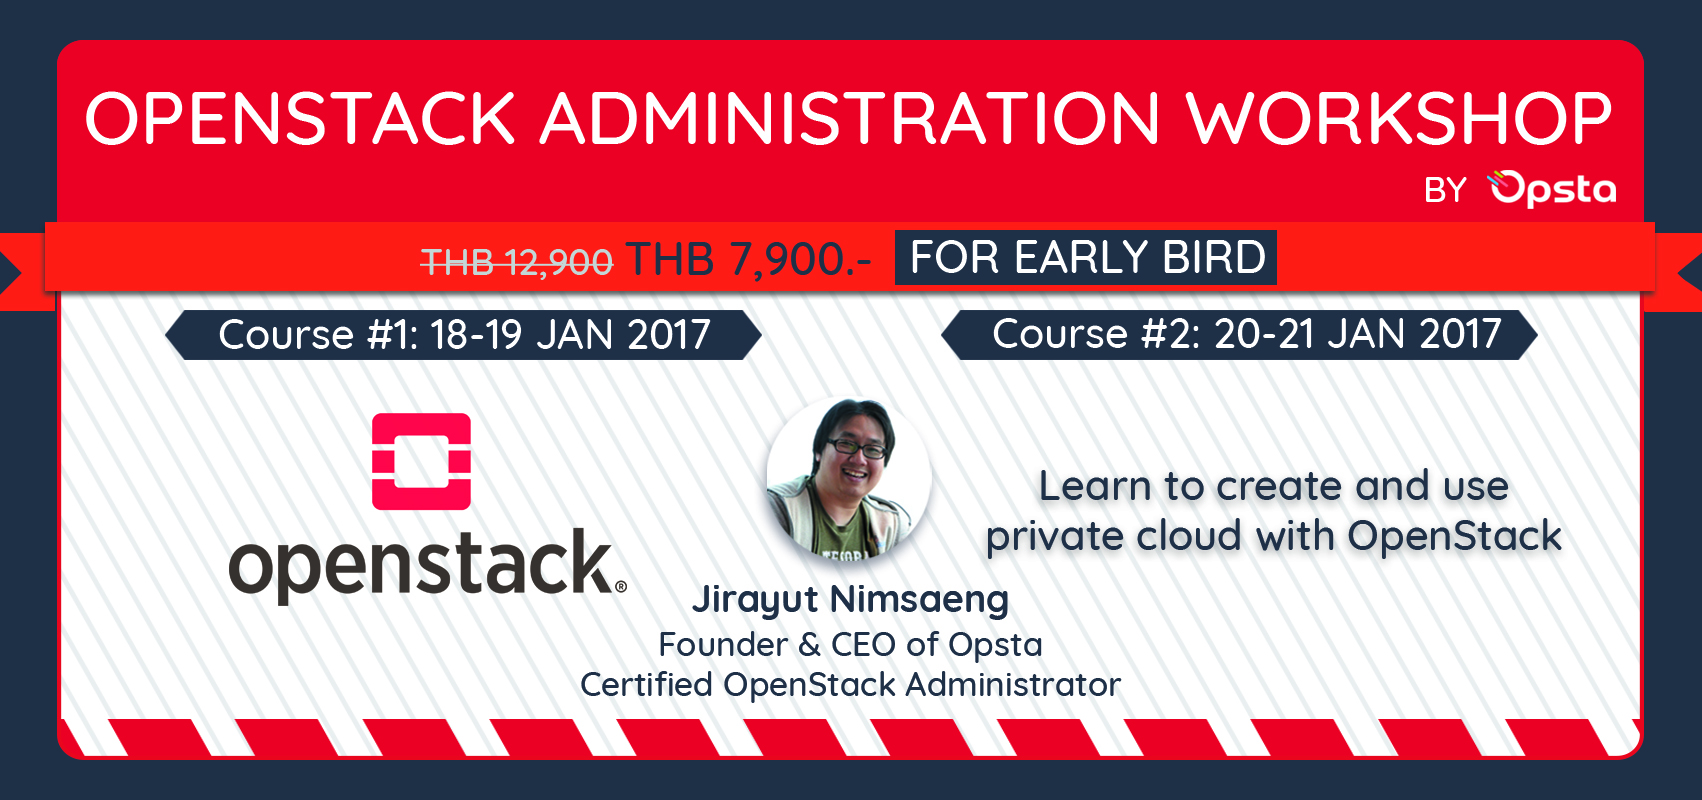 OPENSTACK ADMINISTRATION WORKSHOP
BY Opsta
THB 12,900 THB 7,900.- FOR EARLY BIRD
Course #1: 18-19 JAN 2017
Course #2: 20-21 JAN 2017
openstack.®
Learn to create and use
private cloud with OpenStack
Jirayut Nimsaeng
Founder & CEO of Opsta
Certified OpenStack Administrator